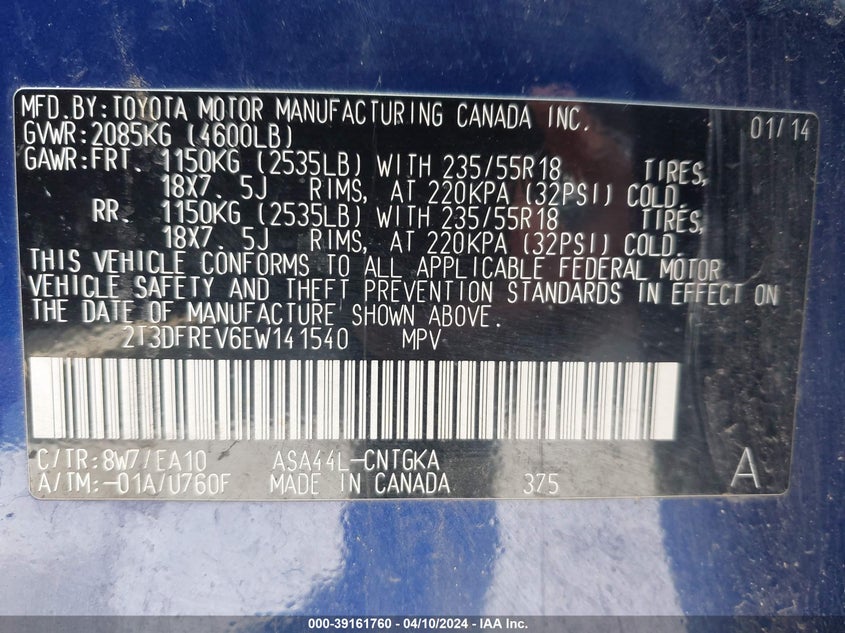 MFD.BY:TOYOTA MOTOR MANUFACTURING CANADA INC. 01/14
GVWR:2085KG (4600LB)
GAWR:FRT. 1150KG (2535LB) WITH 235/55R18 TIRES,
18X7.5J RIMS, AT 220KPA (32PSI) COLD.
RR. 1150KG (2535LB) WITH 235/55R18 TIRES,
18X7.5J RIMS, AT 220KPA (32PSI) COLD.
THIS VEHICLE CONFORMS TO ALL APPLICABLE FEDERAL MOTOR
VEHICLE SAFETY AND THEFT PREVENTION STANDARDS IN EFFECT ON
THE DATE OF MANUFACTURE SHOWN ABOVE.
2T3DFREV6EW141540 MPV
C/TR:8W7/EA10 ASA44L-CNTGKA A
A/TM:-01A/U760F MADE IN CANADA 375
000-39161760 - 04/10/2024 - IAA Inc.